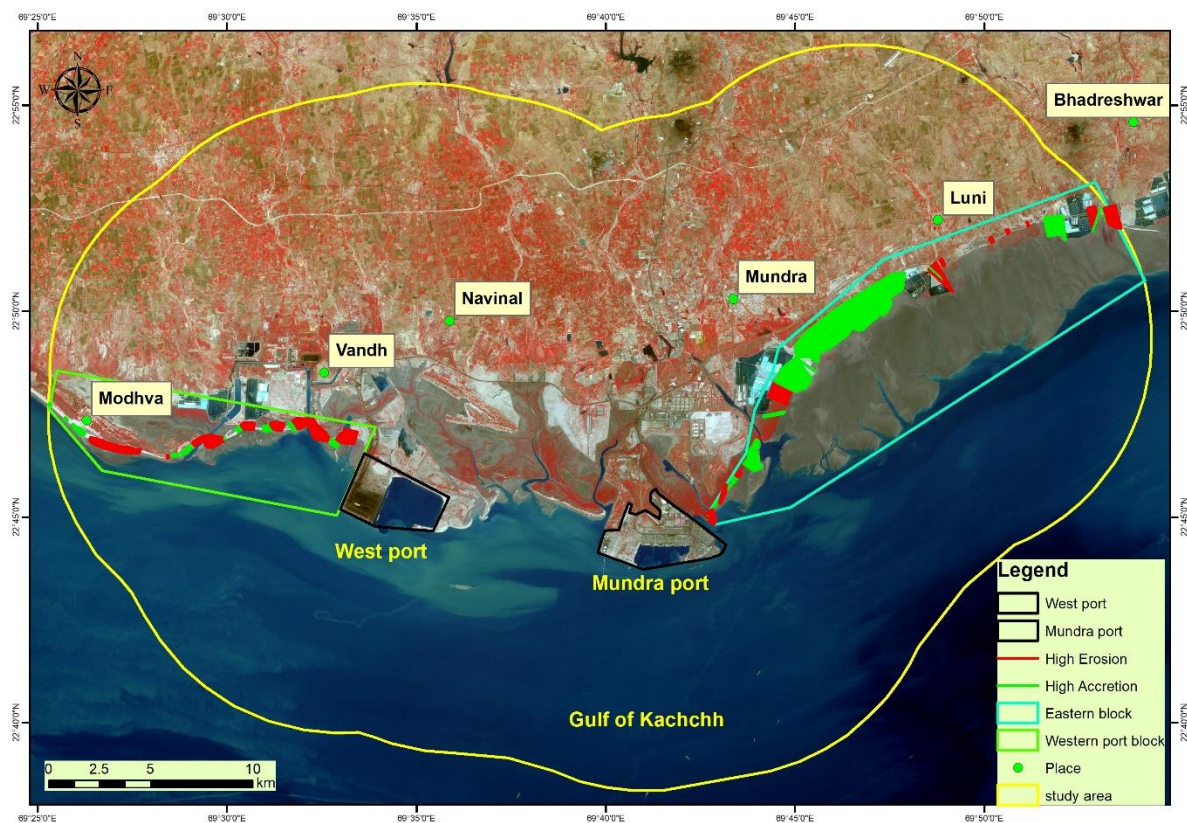 69°25'0"E 69°30'0"E 69°35'0"E 69°40'0"E 69°45'0"E 69°50'0"E
N
W E
S
22°55'0"N 22°55'0"N
Bhadreshwar
Luni
Mundra
22°50'0"N 22°50'0"N
Navinal
Vandh
Modhva
22°45'0"N 22°45'0"N
West port
Mundra port
Gulf of Kachchh
22°40'0"N 22°40'0"N
Legend
West port
Mundra port
High Erosion
High Accretion
Eastern block
Western port block
Place
study area
0 2.5 5 10
km
69°25'0"E 69°30'0"E 69°35'0"E 69°40'0"E 69°45'0"E 69°50'0"E